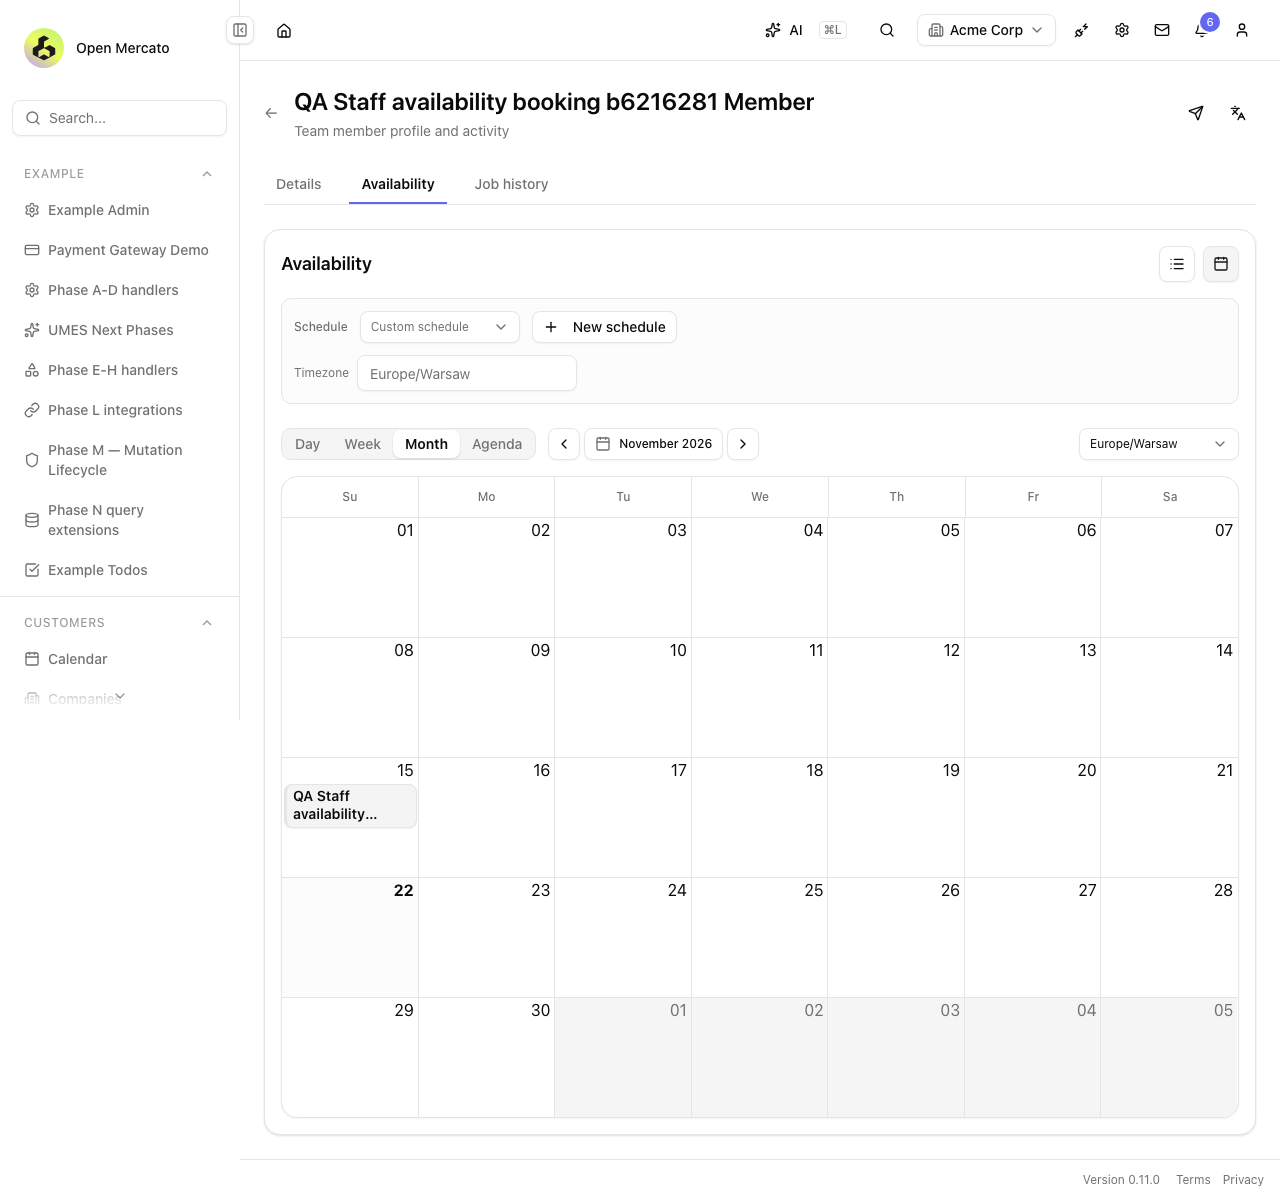 Open Mercato
Search...
EXAMPLE
Example Admin
Payment Gateway Demo
Phase A-D handlers
UMES Next Phases
Phase E-H handlers
Phase L integrations
Phase M — Mutation
Lifecycle
Phase N query
extensions
Example Todos
CUSTOMERS
Calendar
Companies
AI ⌘L
Acme Corp
6
QA Staff availability booking b6216281 Member
Team member profile and activity
Details Availability Job history
Availability
Schedule Custom schedule New schedule
Timezone Europe/Warsaw
Day Week Month Agenda November 2026 Europe/Warsaw
Su Mo Tu We Th Fr Sa
01 02 03 04 05 06 07
08 09 10 11 12 13 14
15 16 17 18 19 20 21
QA Staff
availability...
22 23 24 25 26 27 28
29 30 01 02 03 04 05
Version 0.11.0 Terms Privacy